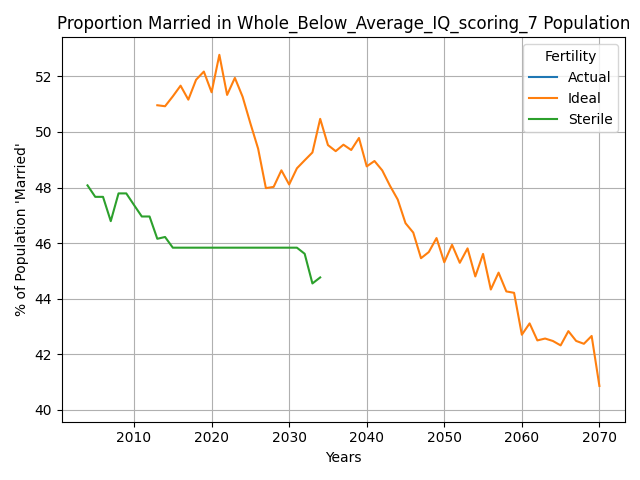 Proportion Married in Whole_Below_Average_IQ_scoring_7 Population
Fertility
Actual
Ideal
Sterile
% of Population 'Married'
52
50
48
46
44
42
40
2010 2020 2030 2040 2050 2060 2070
Years